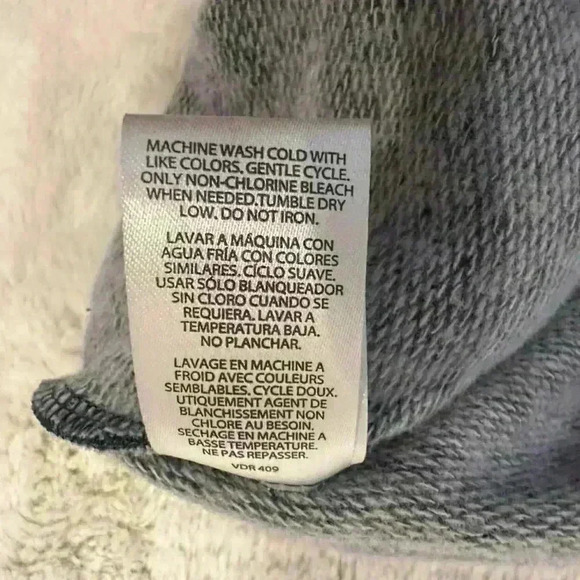 MACHINE WASH COLD WITH
LIKE COLORS. GENTLE CYCLE.
ONLY NON-CHLORINE BLEACH
WHEN NEEDED.TUMBLE DRY
LOW. DO NOT IRON.
LAVAR A MÁQUINA CON
AGUA FRÍA CON COLORES
SIMILARES. CÍCLO SUAVE.
USAR SÓLO BLANQUEADOR
SIN CLORO CUANDO SE
REQUIERA. LAVAR A
TEMPERATURA BAJA.
NO PLANCHAR.
LAVAGE EN MACHINE A
FROID AVEC COULEURS
SEMBLABLES. CYCLE DOUX.
UTIQUEMENT AGENT DE
BLANCHISSEMENT NON
CHLORE AU BESOIN.
SECHAGE EN MACHINE A
BASSE TEMPERATURE.
NE PAS REPASSER.
VDR 409